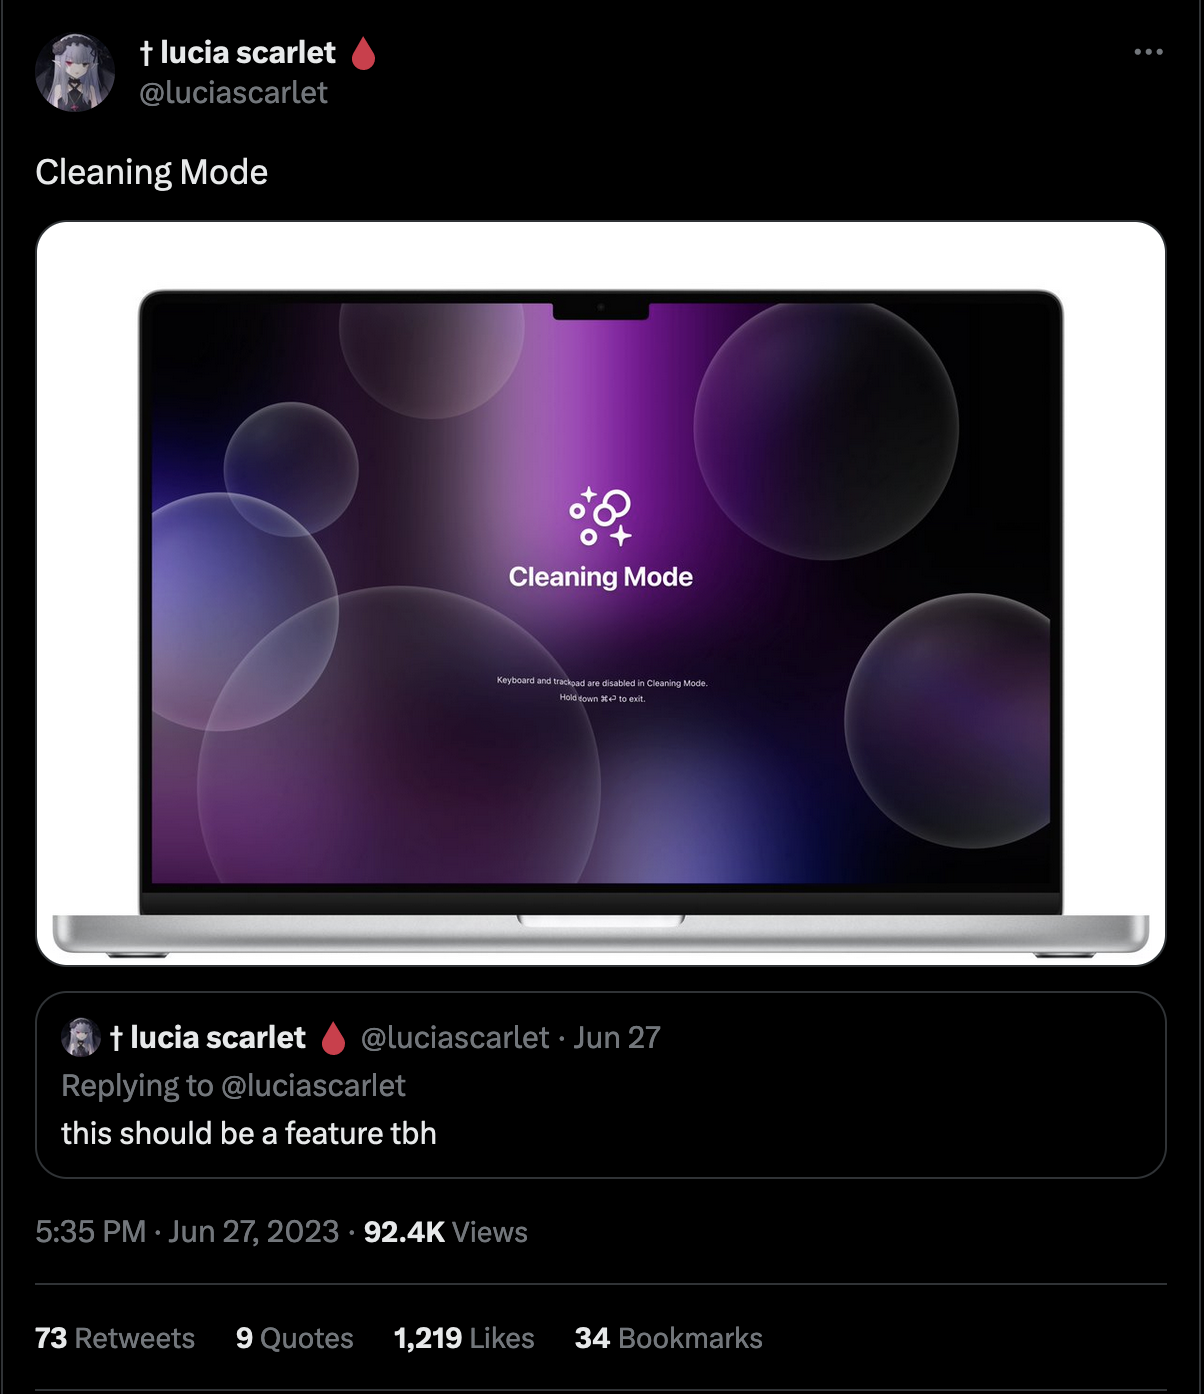 † lucia scarlet 🩸
@luciascarlet
Cleaning Mode
Cleaning Mode
Keyboard and trackpad are disabled in Cleaning Mode.
Hold down ⌘⏎ to exit.
† lucia scarlet 🩸 @luciascarlet · Jun 27
Replying to @luciascarlet
this should be a feature tbh
5:35 PM · Jun 27, 2023 · 92.4K Views
73 Retweets 9 Quotes 1,219 Likes 34 Bookmarks